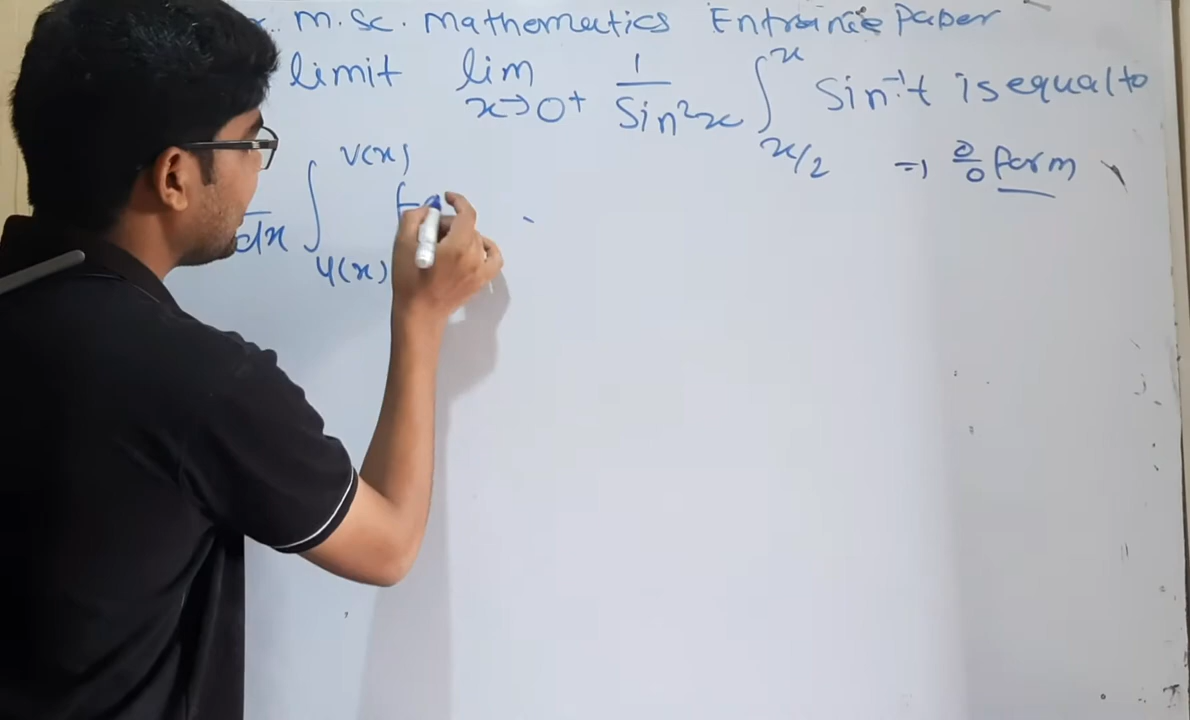 M.Sc. Mathematics Entrance Paper
limit lim x→0+ 1/Sin²x ∫ x/2 x Sin⁻¹t is equal to
⇒ 0/0 form
dx ∫ u(x) v(x) f